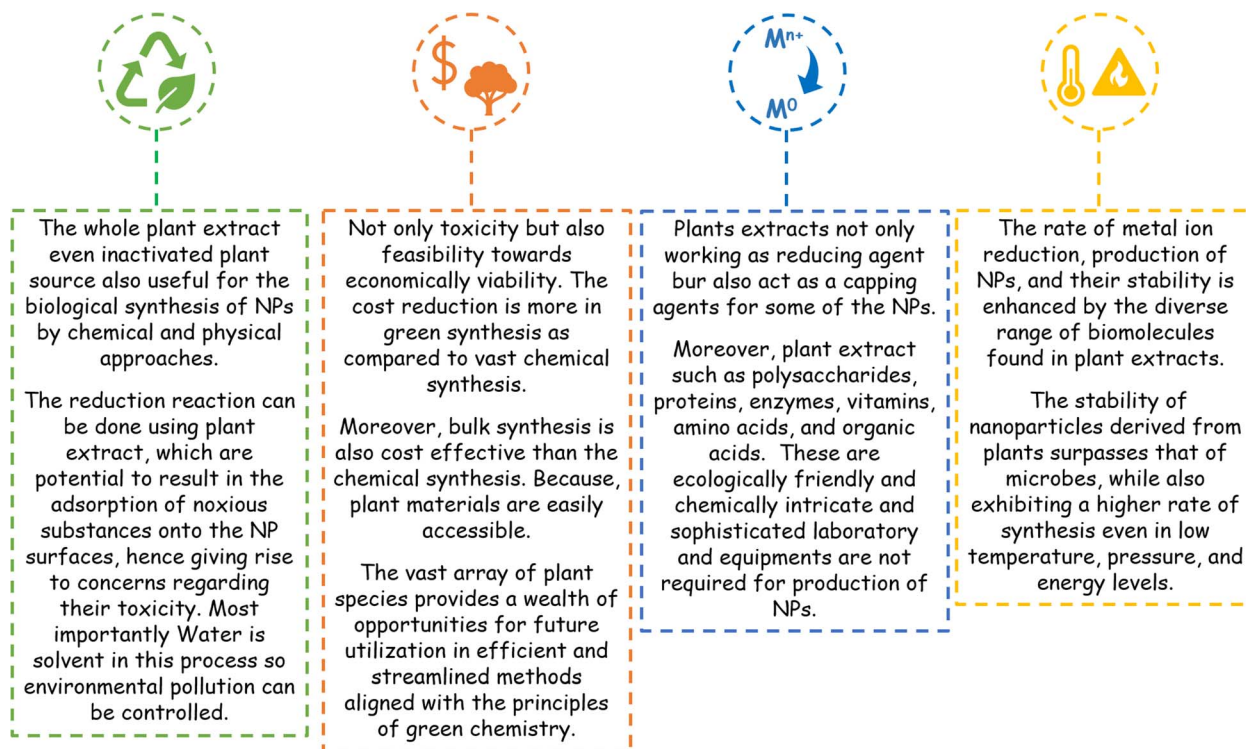 $
Mⁿ⁺
M⁰
The whole plant extract
even inactivated plant
source also useful for the
biological synthesis of NPs
by chemical and physical
approaches.
The reduction reaction can
be done using plant
extract, which are
potential to result in the
adsorption of noxious
substances onto the NP
surfaces, hence giving rise
to concerns regarding
their toxicity. Most
importantly Water is
solvent in this process so
environmental pollution can
be controlled.
Not only toxicity but also
feasibility towards
economically viability. The
cost reduction is more in
green synthesis as
compared to vast chemical
synthesis.
Moreover, bulk synthesis is
also cost effective than the
chemical synthesis. Because,
plant materials are easily
accessible.
The vast array of plant
species provides a wealth of
opportunities for future
utilization in efficient and
streamlined methods
aligned with the principles
of green chemistry.
Plants extracts not only
working as reducing agent
bur also act as a capping
agents for some of the NPs.
Moreover, plant extract
such as polysaccharides,
proteins, enzymes, vitamins,
amino acids, and organic
acids.  These are
ecologically friendly and
chemically intricate and
sophisticated laboratory
and equipments are not
required for production of
NPs.
The rate of metal ion
reduction, production of
NPs, and their stability is
enhanced by the diverse
range of biomolecules
found in plant extracts.
The stability of
nanoparticles derived from
plants surpasses that of
microbes, while also
exhibiting a higher rate of
synthesis even in low
temperature, pressure, and
energy levels.